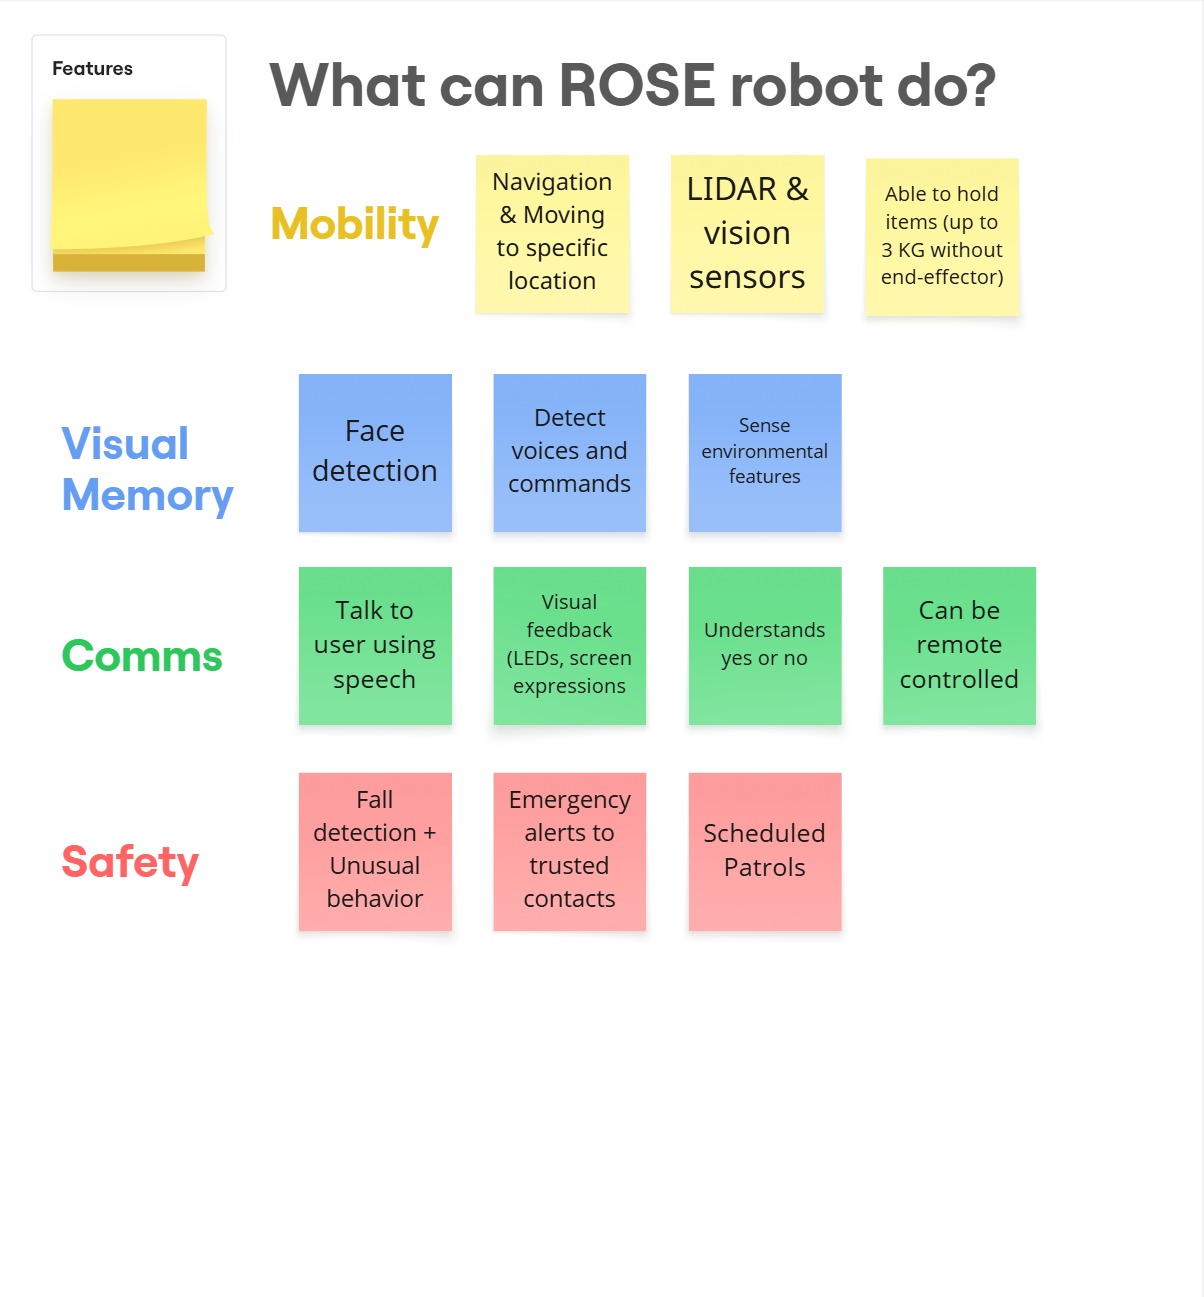 Features
What can ROSE robot do?
Mobility
Navigation
& Moving
to specific
location
LIDAR &
vision
sensors
Able to hold
items (up to
3 KG without
end-effector)
Visual
Memory
Face
detection
Detect
voices and
commands
Sense
environmental
features
Comms
Talk to
user using
speech
Visual
feedback
(LEDs, screen
expressions
Understands
yes or no
Can be
remote
controlled
Safety
Fall
detection +
Unusual
behavior
Emergency
alerts to
trusted
contacts
Scheduled
Patrols